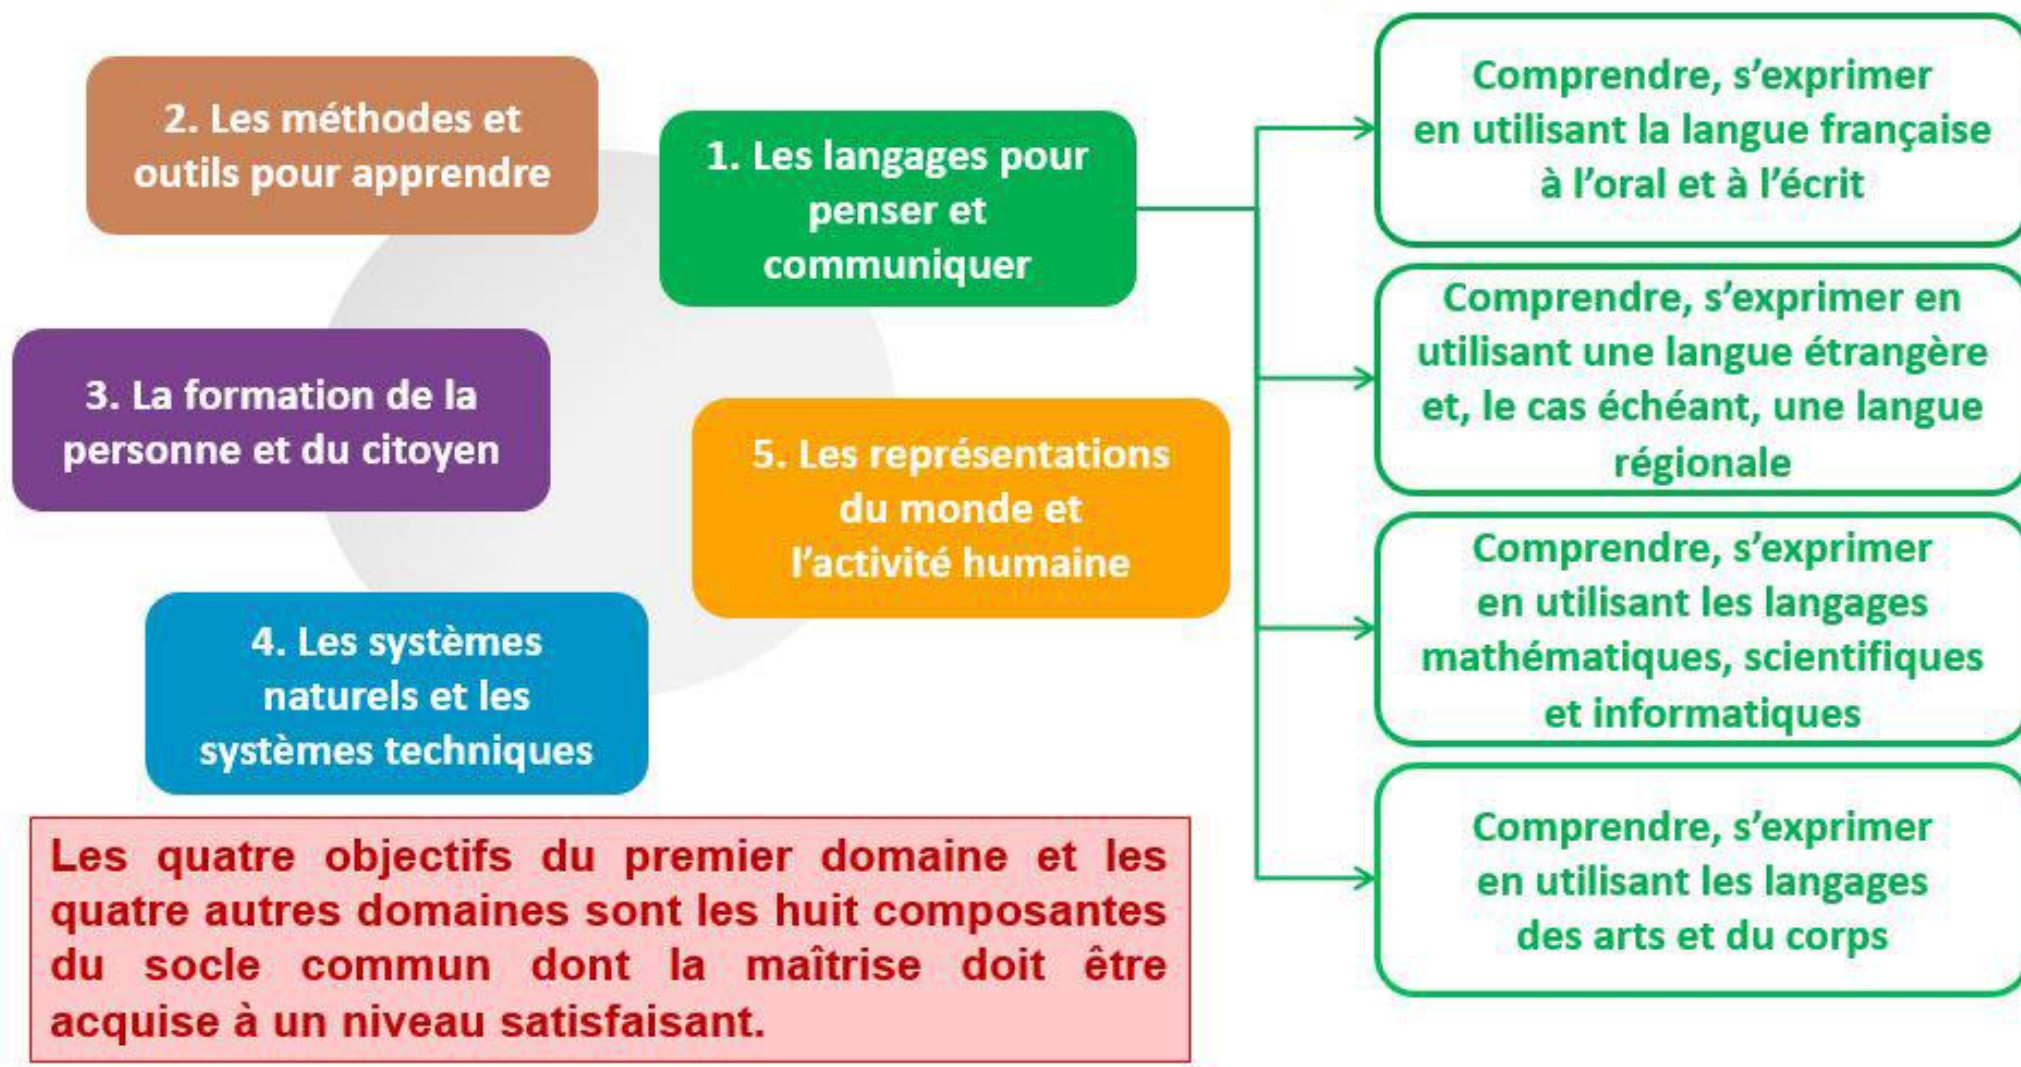 2. Les méthodes et
outils pour apprendre
1. Les langages pour
penser et
communiquer
3. La formation de la
personne et du citoyen
5. Les représentations
du monde et
l’activité humaine
4. Les systèmes
naturels et les
systèmes techniques
Les quatre objectifs du premier domaine et les
quatre autres domaines sont les huit composantes
du socle commun dont la maîtrise doit être
acquise à un niveau satisfaisant.
Comprendre, s’exprimer
en utilisant la langue française
à l’oral et à l’écrit
Comprendre, s’exprimer en
utilisant une langue étrangère
et, le cas échéant, une langue
régionale
Comprendre, s’exprimer
en utilisant les langages
mathématiques, scientifiques
et informatiques
Comprendre, s’exprimer
en utilisant les langages
des arts et du corps